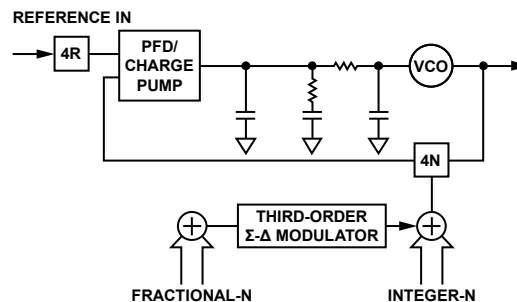 REFERENCE IN
4R
PFD/
CHARGE
PUMP
VCO
4N
THIRD-ORDER
Σ-Δ MODULATOR
FRACTIONAL-N
INTEGER-N